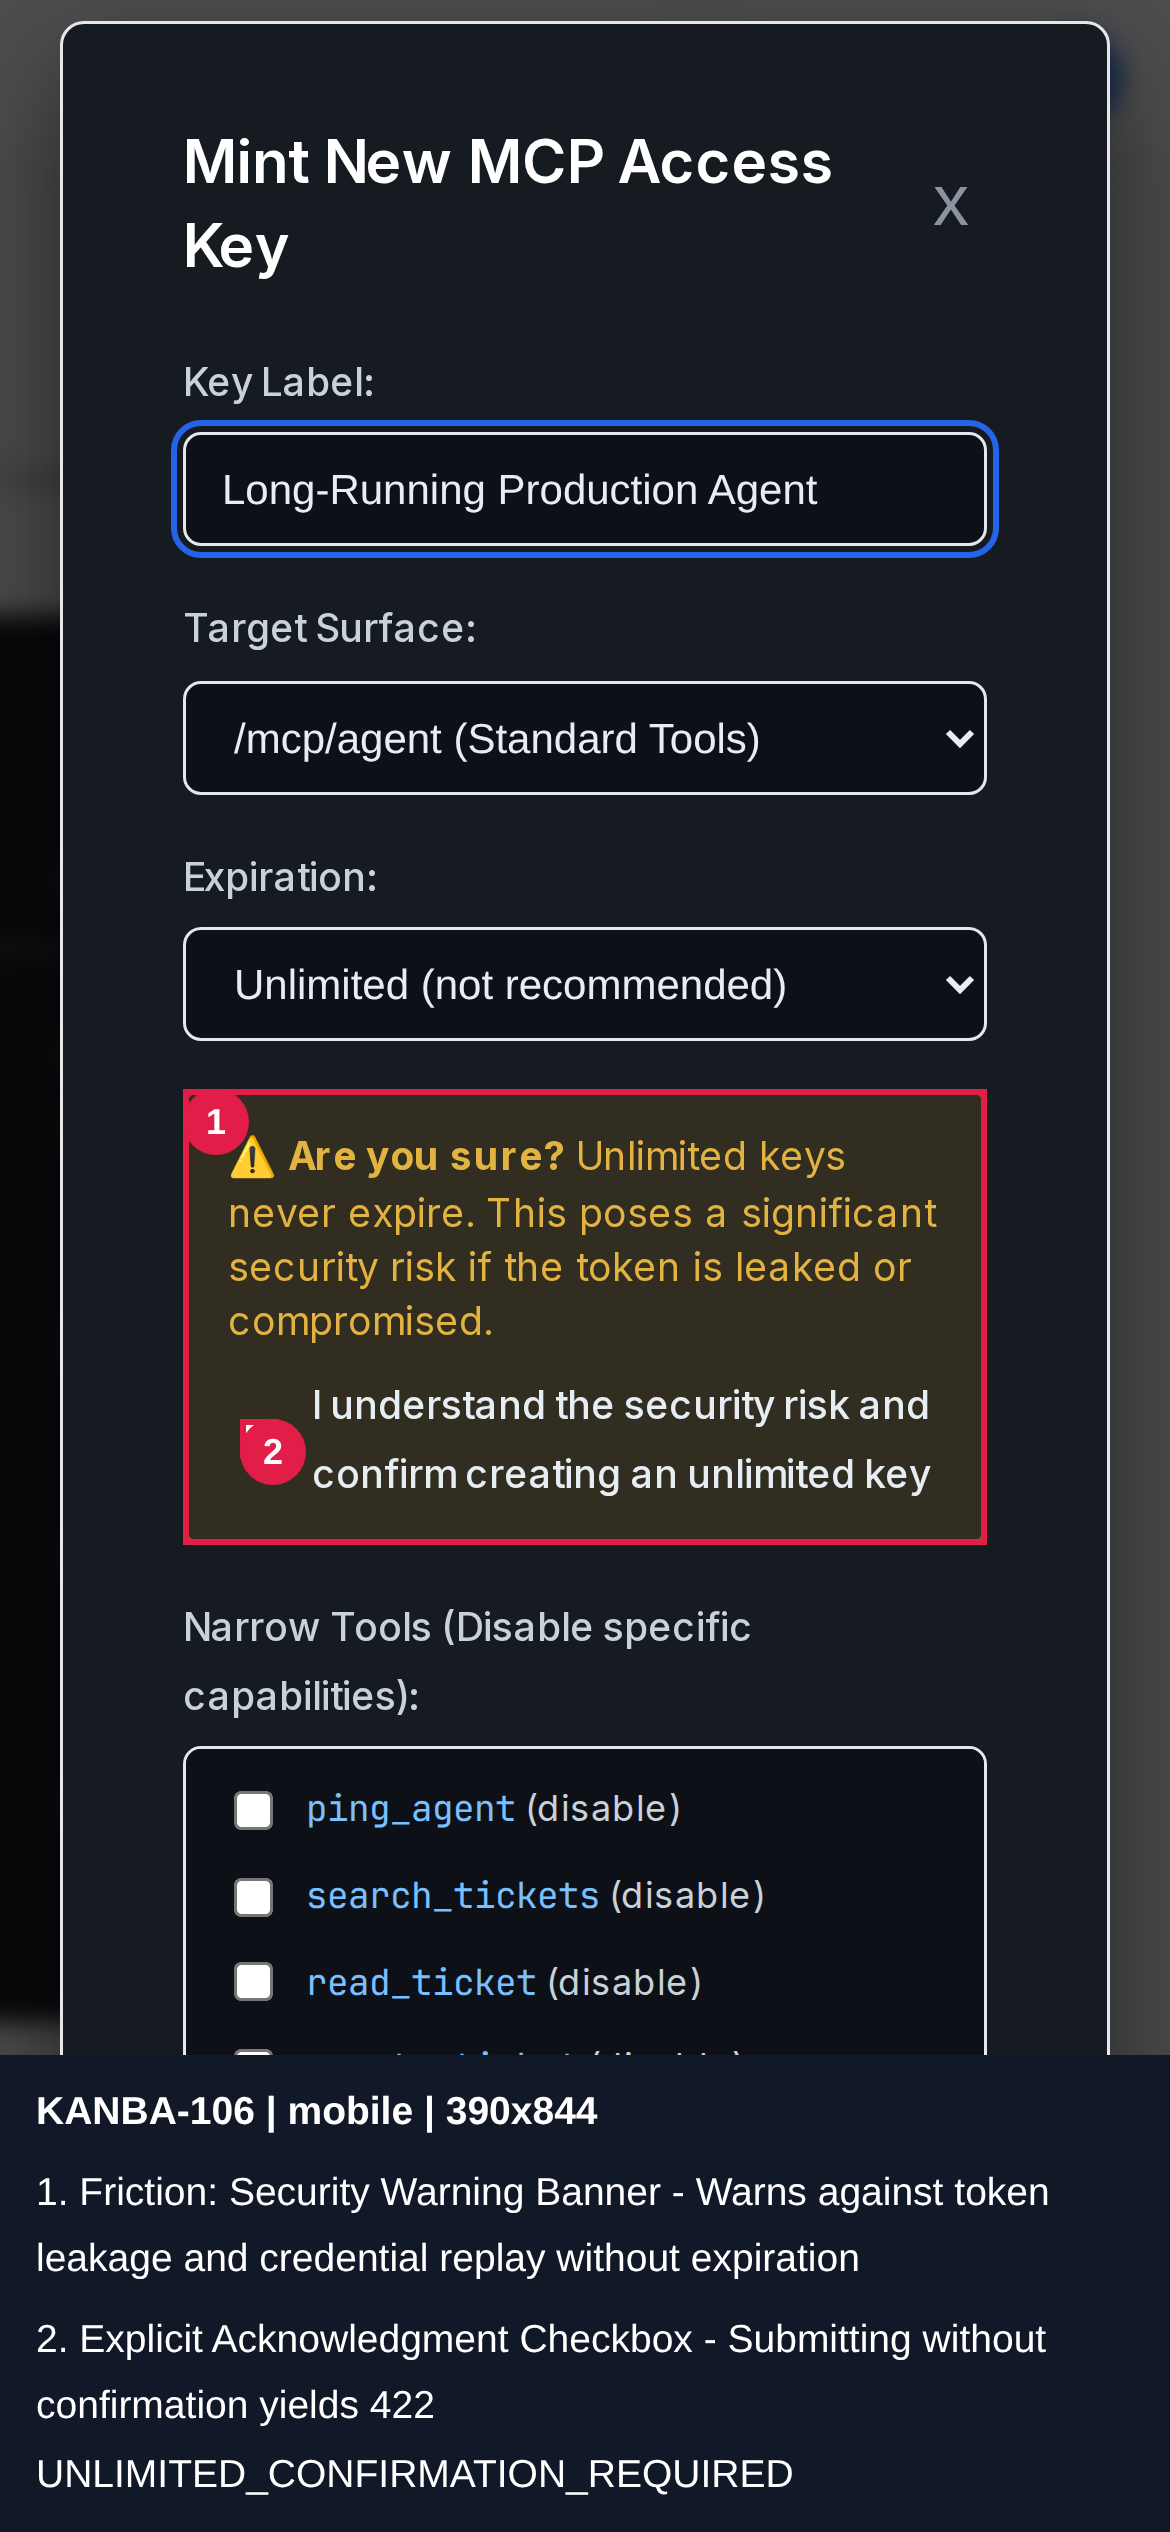 Mint New MCP Access
Key
X
Key Label:
Long-Running Production Agent
Target Surface:
/mcp/agent (Standard Tools)
Expiration:
Unlimited (not recommended)
1
⚠️ Are you sure? Unlimited keys
never expire. This poses a significant
security risk if the token is leaked or
compromised.
2
I understand the security risk and
confirm creating an unlimited key
Narrow Tools (Disable specific
capabilities):
ping_agent (disable)
search_tickets (disable)
read_ticket (disable)
KANBA-106 | mobile | 390x844
1. Friction: Security Warning Banner - Warns against token
leakage and credential replay without expiration
2. Explicit Acknowledgment Checkbox - Submitting without
confirmation yields 422
UNLIMITED_CONFIRMATION_REQUIRED